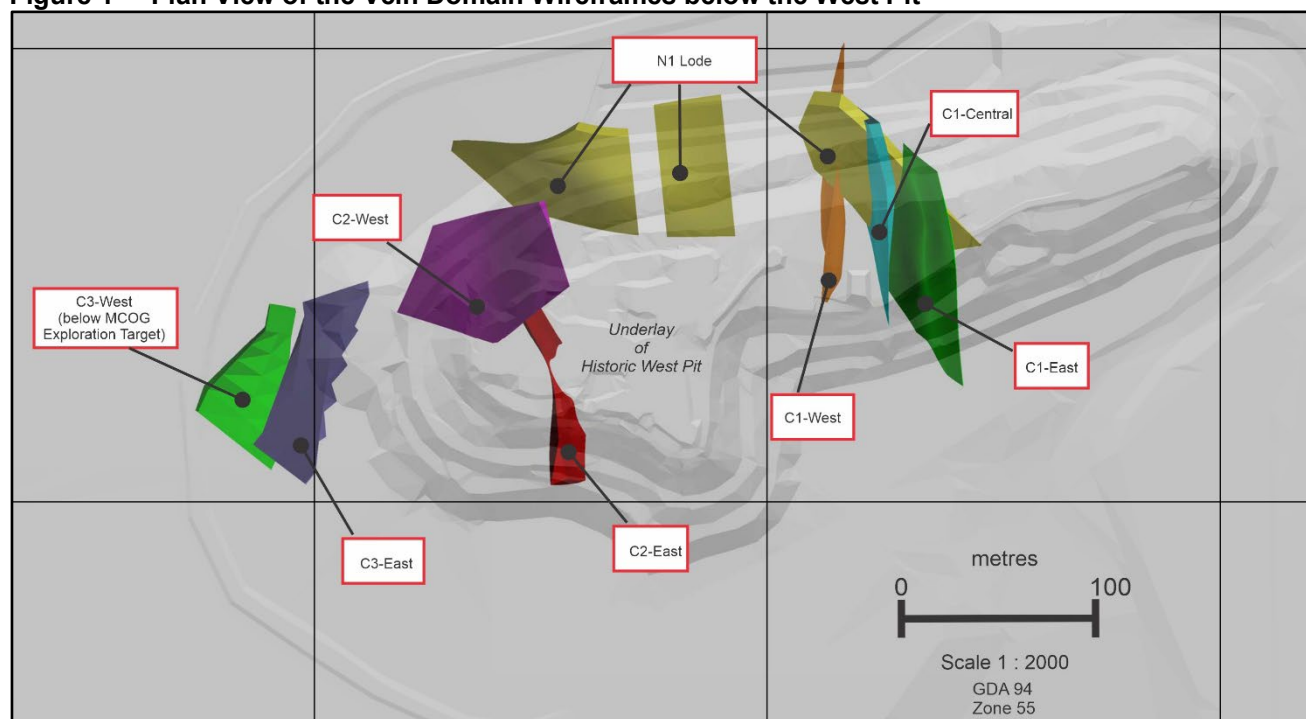 Figure 1 Plan View of the Vein Domain Wireframes below the West Pit
N1 Lode
C1-Central
C2-West
C3-West
(below MCOG
Exploration Target)
Underlay
of
Historic West Pit
C1-East
C1-West
C2-East
C3-East
metres
0 100
Scale 1 : 2000
GDA 94
Zone 55